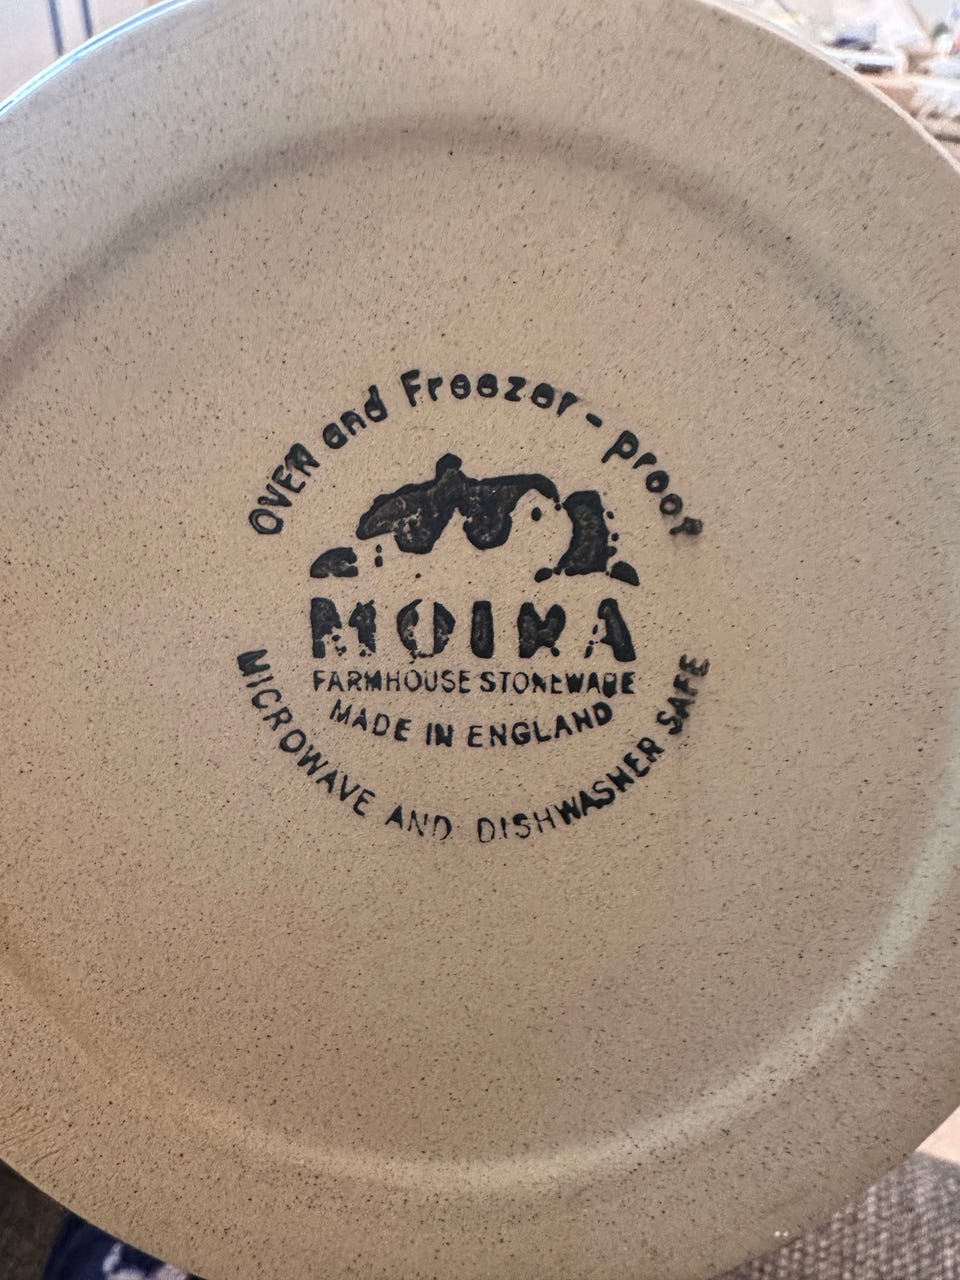 OVEN and Freezer-proof
MOIRA
FARMHOUSE STONEWARE
MADE IN ENGLAND
MICROWAVE AND DISHWASHER SAFE